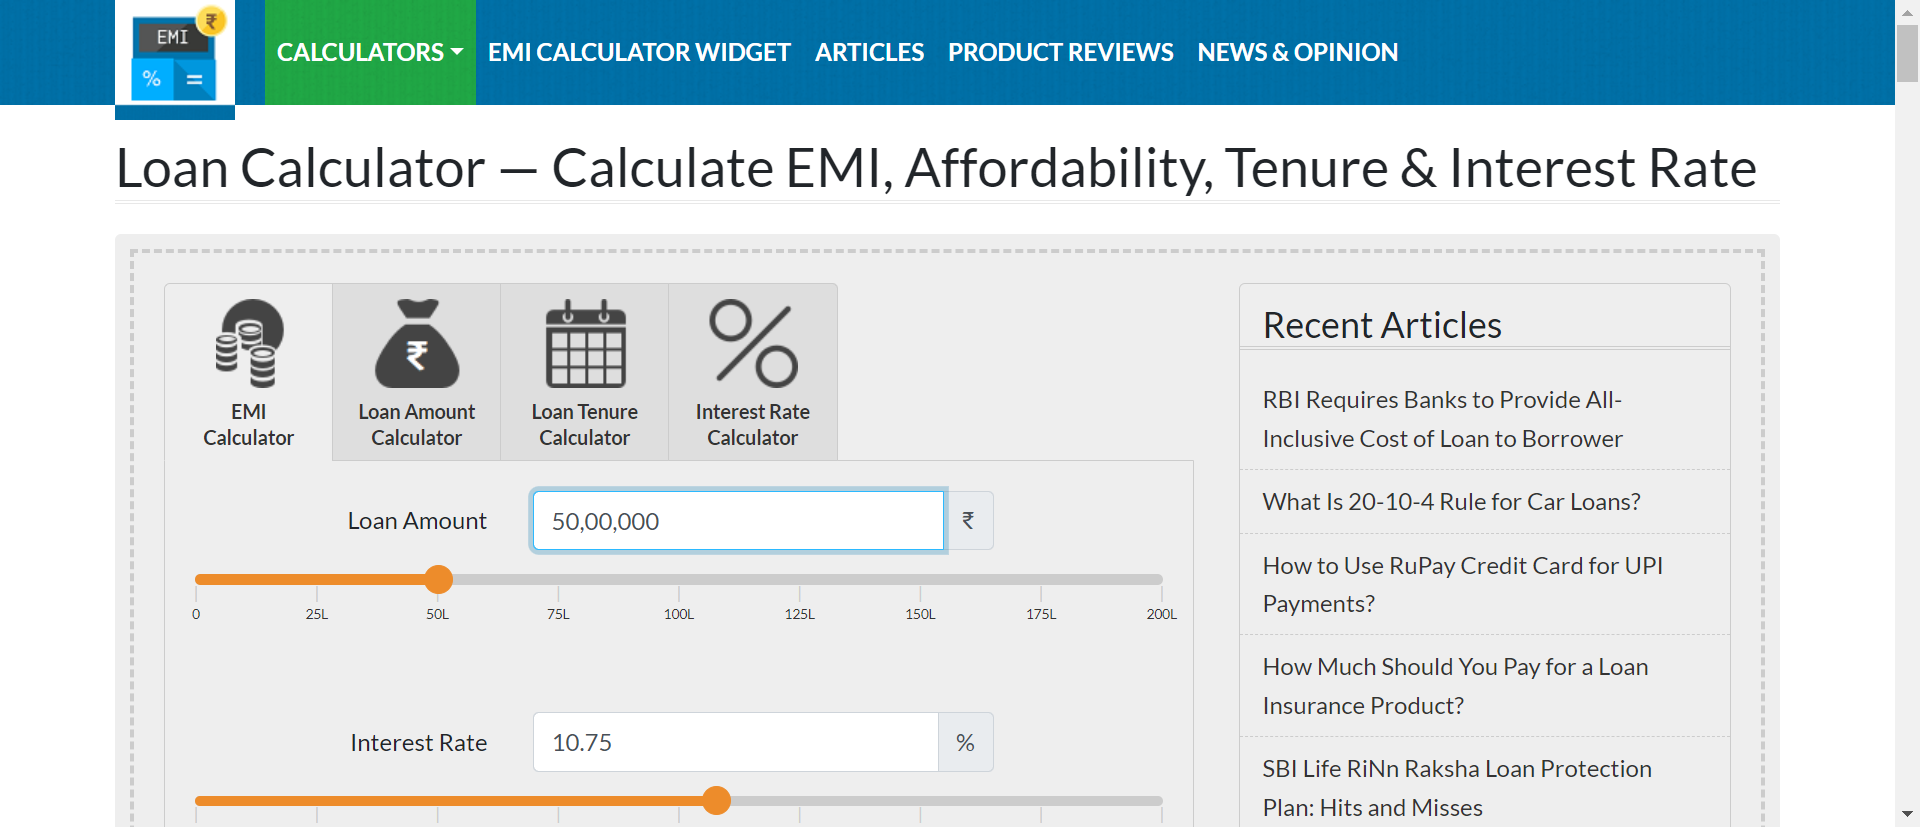 EMI
₹
%
=
CALCULATORS
EMI CALCULATOR WIDGET
ARTICLES
PRODUCT REVIEWS
NEWS & OPINION
Loan Calculator — Calculate EMI, Affordability, Tenure & Interest Rate
EMI
Calculator
₹
Loan Amount
Calculator
Loan Tenure
Calculator
Interest Rate
Calculator
Loan Amount
50,00,000
₹
0
25L
50L
75L
100L
125L
150L
175L
200L
Interest Rate
10.75
%
Recent Articles
RBI Requires Banks to Provide All-
Inclusive Cost of Loan to Borrower
What Is 20-10-4 Rule for Car Loans?
How to Use RuPay Credit Card for UPI
Payments?
How Much Should You Pay for a Loan
Insurance Product?
SBI Life RiNn Raksha Loan Protection
Plan: Hits and Misses